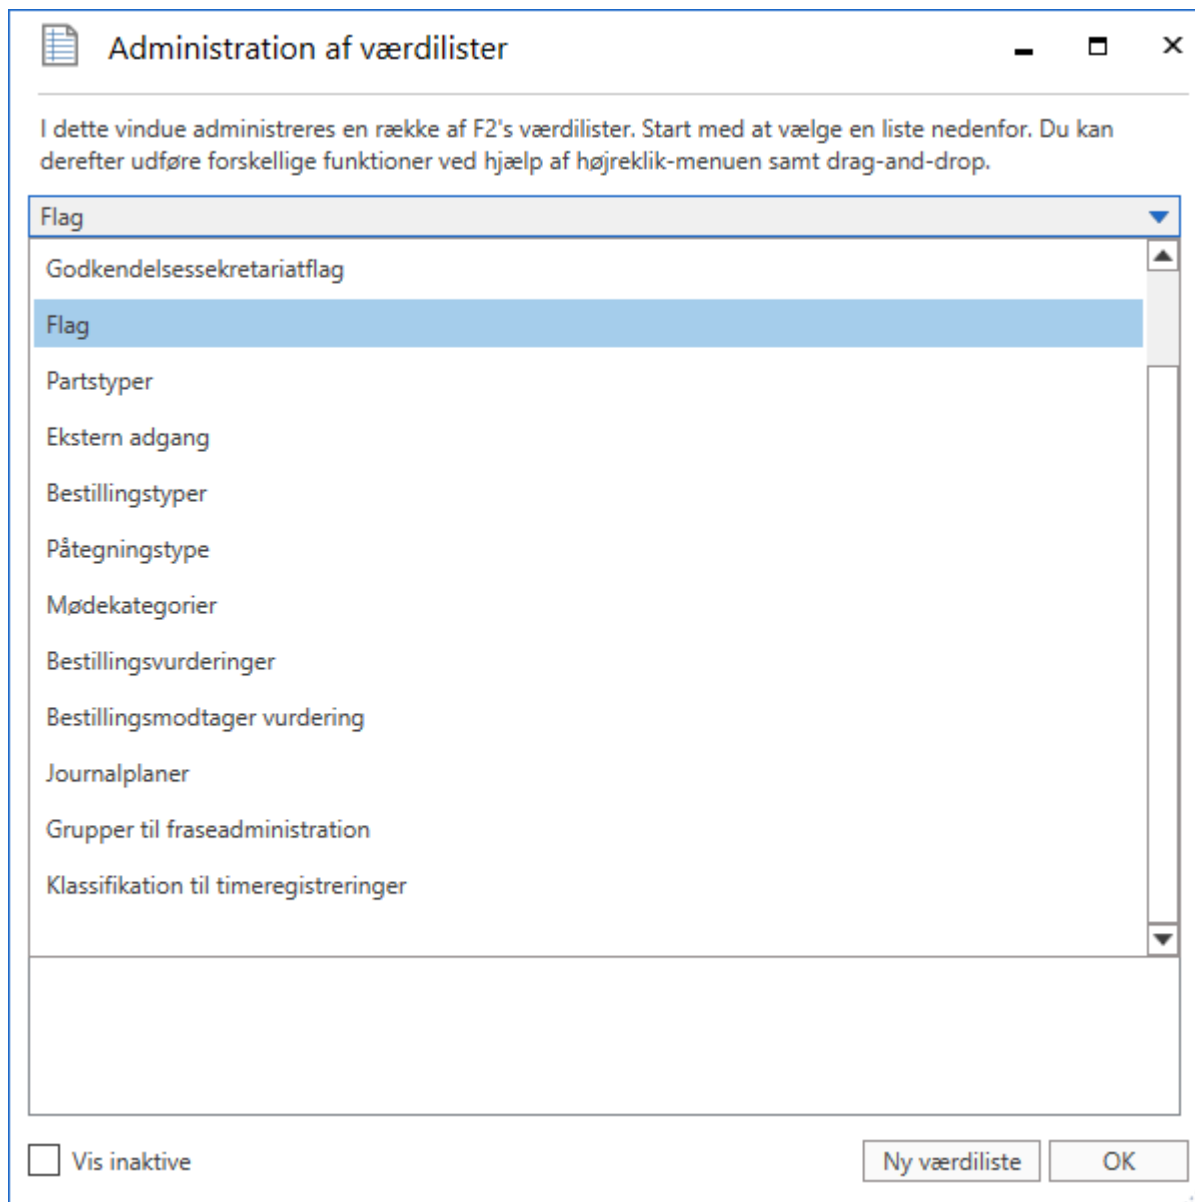 Administration af værdilister
I dette vindue administreres en række af F2's værdilister. Start med at vælge en liste nedenfor. Du kan
derefter udføre forskellige funktioner ved hjælp af højreklik-menuen samt drag-and-drop.
Flag
Godkendelsessekretariatflag
Flag
Partstyper
Ekstern adgang
Bestillingstyper
Påtegningstype
Mødekategorier
Bestillingsvurderinger
Bestillingsmodtager vurdering
Journalplaner
Grupper til fraseadministration
Klassifikation til timeregistreringer
Vis inaktive
Ny værdiliste
OK